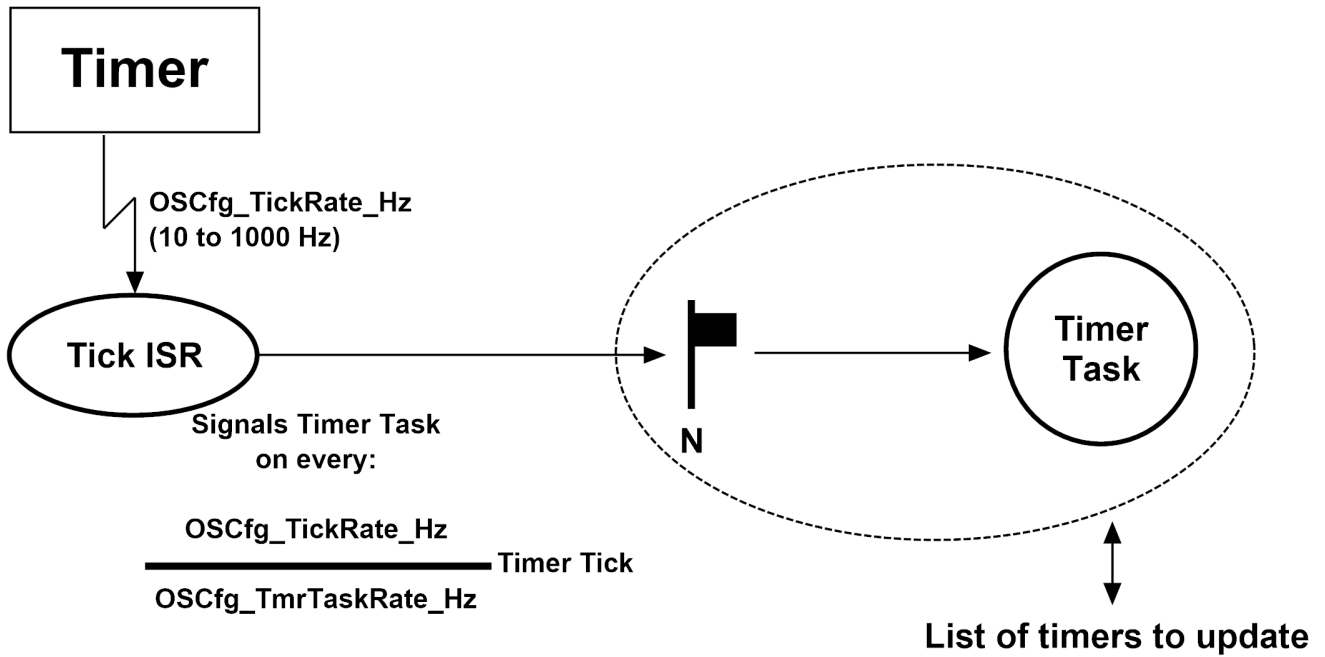 Timer
OSCfg_TickRate_Hz
(10 to 1000 Hz)
Tick ISR
Timer
Task
Signals Timer Task
on every:
N
OSCfg_TickRate_Hz
Timer Tick
OSCfg_TmrTaskRate_Hz
List of timers to update